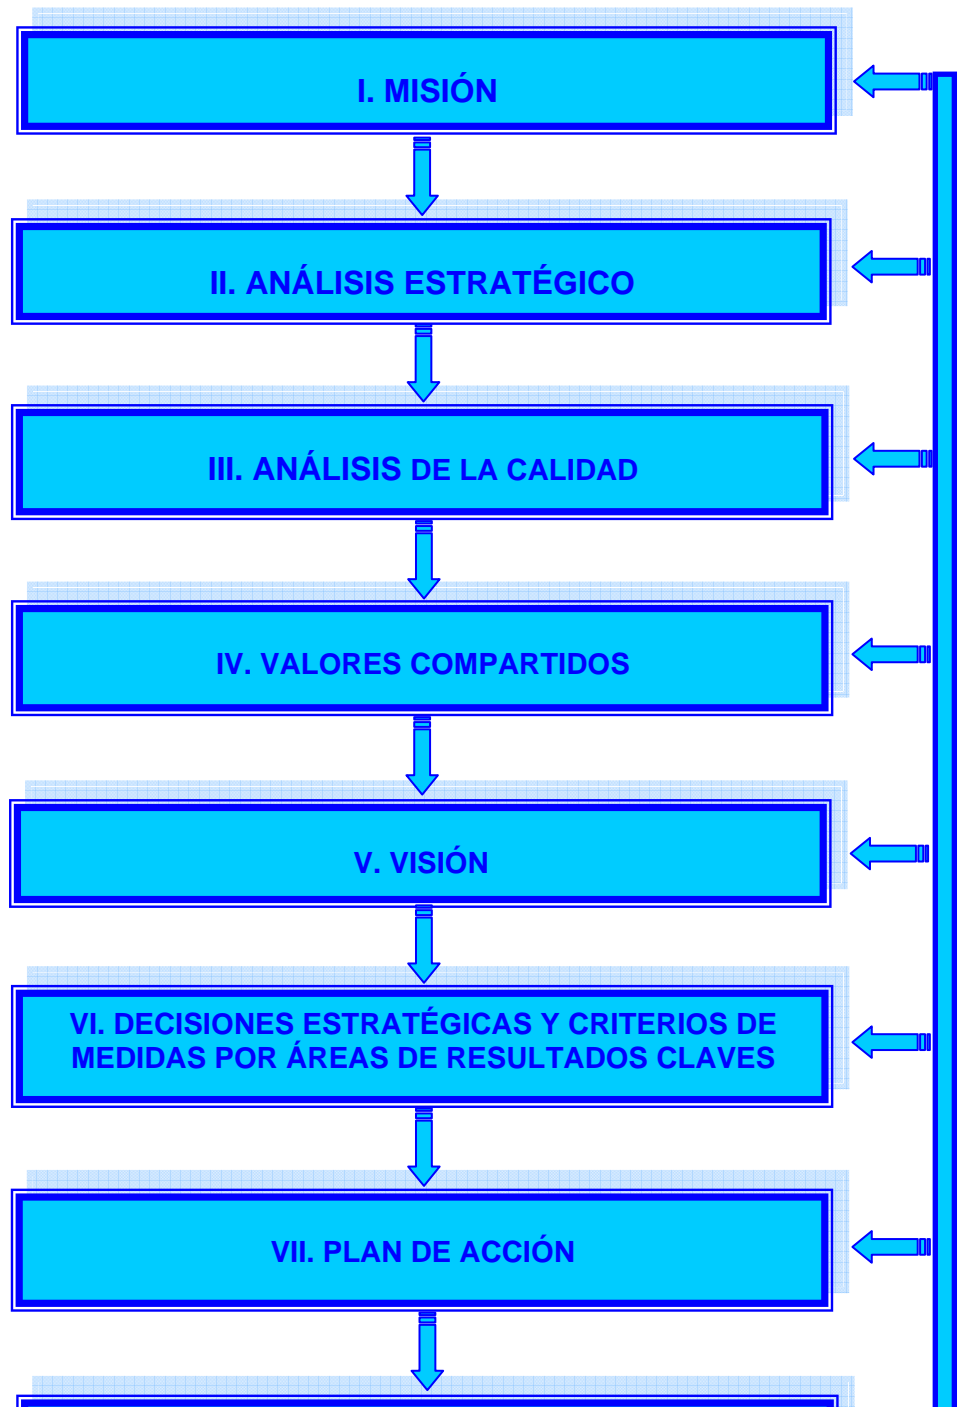 I. MISIÓN
II. ANÁLISIS ESTRATÉGICO
III. ANÁLISIS DE LA CALIDAD
IV. VALORES COMPARTIDOS
V. VISIÓN
VI. DECISIONES ESTRATÉGICAS Y CRITERIOS DE
MEDIDAS POR ÁREAS DE RESULTADOS CLAVES
VII. PLAN DE ACCIÓN